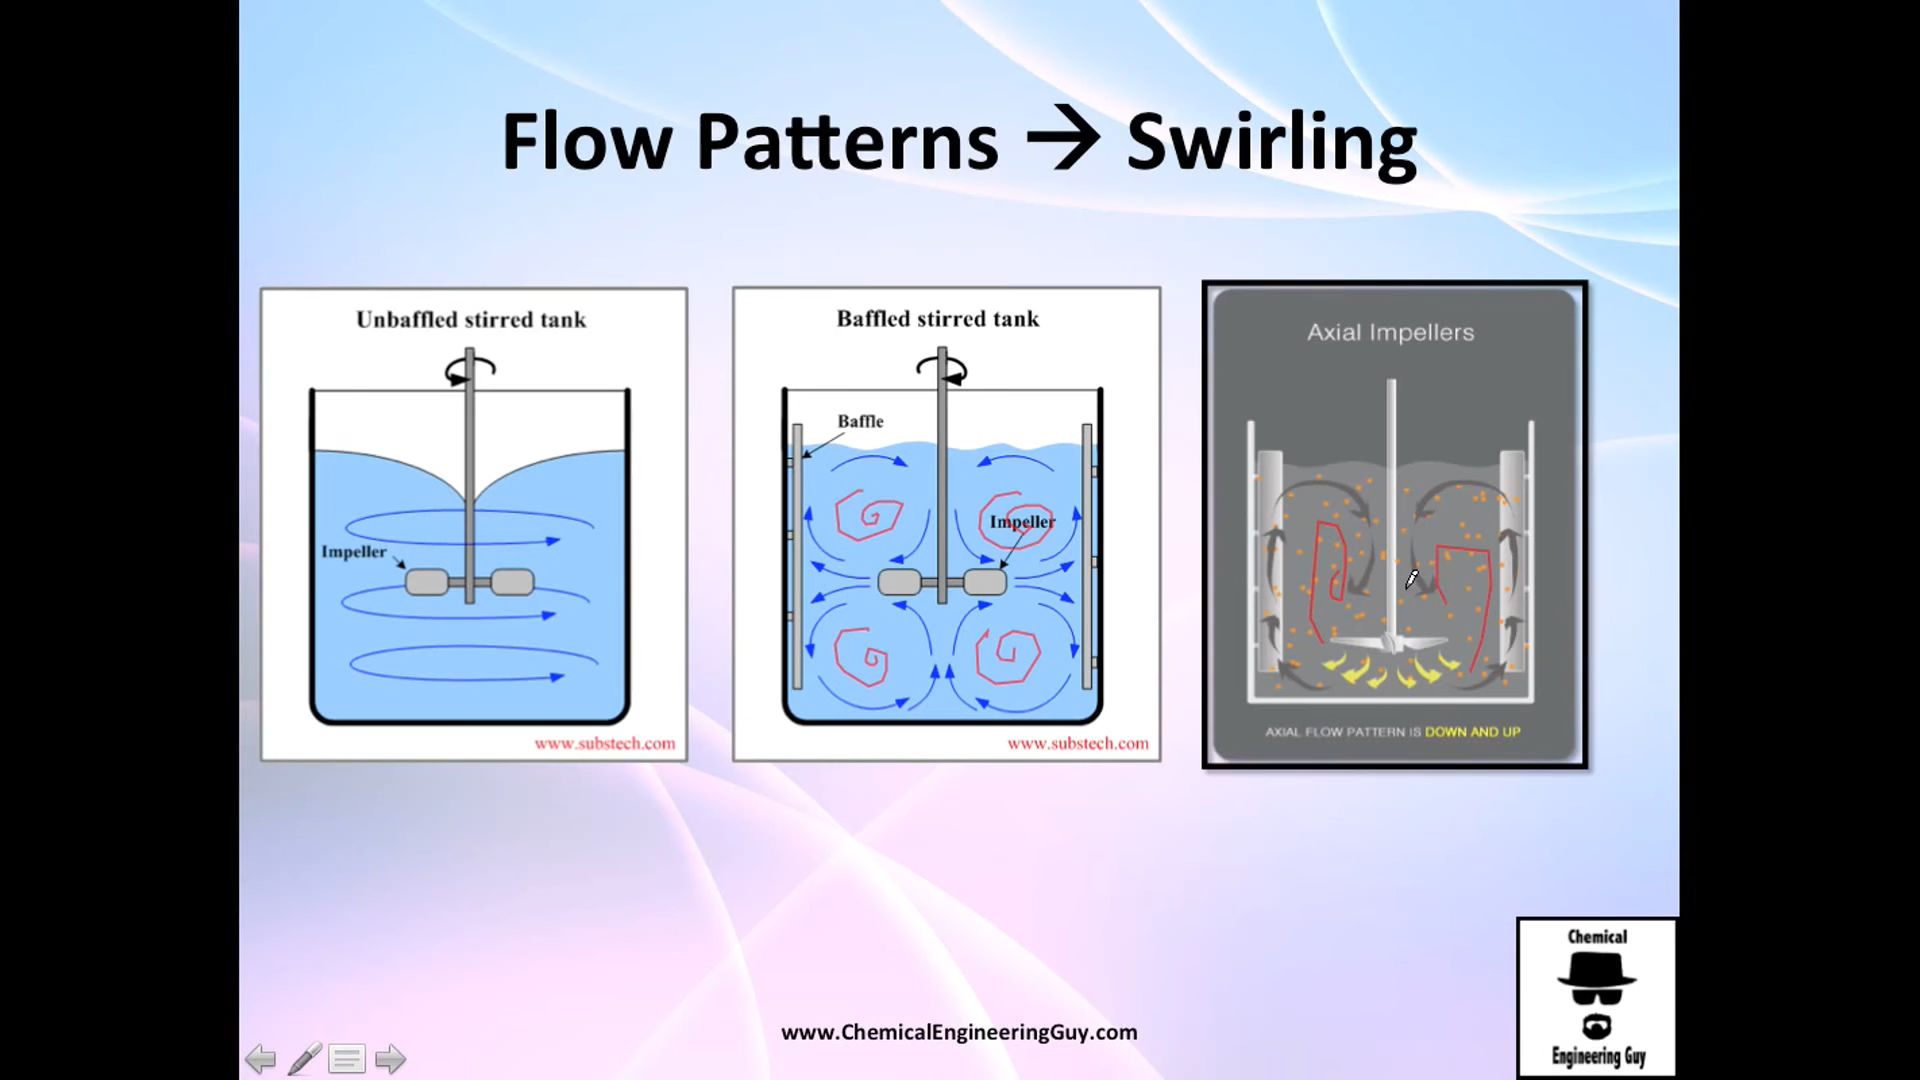 Flow Patterns → Swirling
Unbaffled stirred tank
Impeller
www.substech.com
Baffled stirred tank
Baffle
Impeller
www.substech.com
Axial Impellers
AXIAL FLOW PATTERN IS DOWN AND UP
www.ChemicalEngineeringGuy.com
Chemical
Engineering Guy